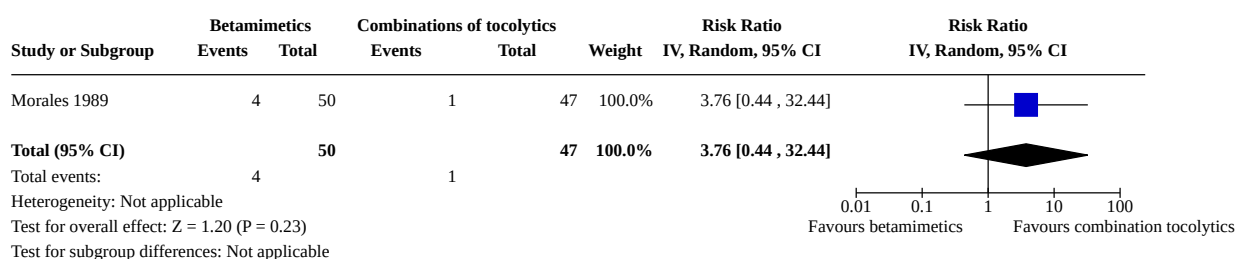 Betamimetics Combinations of tocolytics Risk Ratio Risk Ratio
Study or Subgroup Events Total Events Total Weight IV, Random, 95% CI IV, Random, 95% CI
Morales 1989 4 50 1 47 100.0% 3.76 [0.44 , 32.44]
Total (95% CI) 50 47 100.0% 3.76 [0.44 , 32.44]
Total events: 4 1
Heterogeneity: Not applicable
0.01 0.1 1 10 100
Test for overall effect: Z = 1.20 (P = 0.23) Favours betamimetics Favours combination tocolytics
Test for subgroup differences: Not applicable